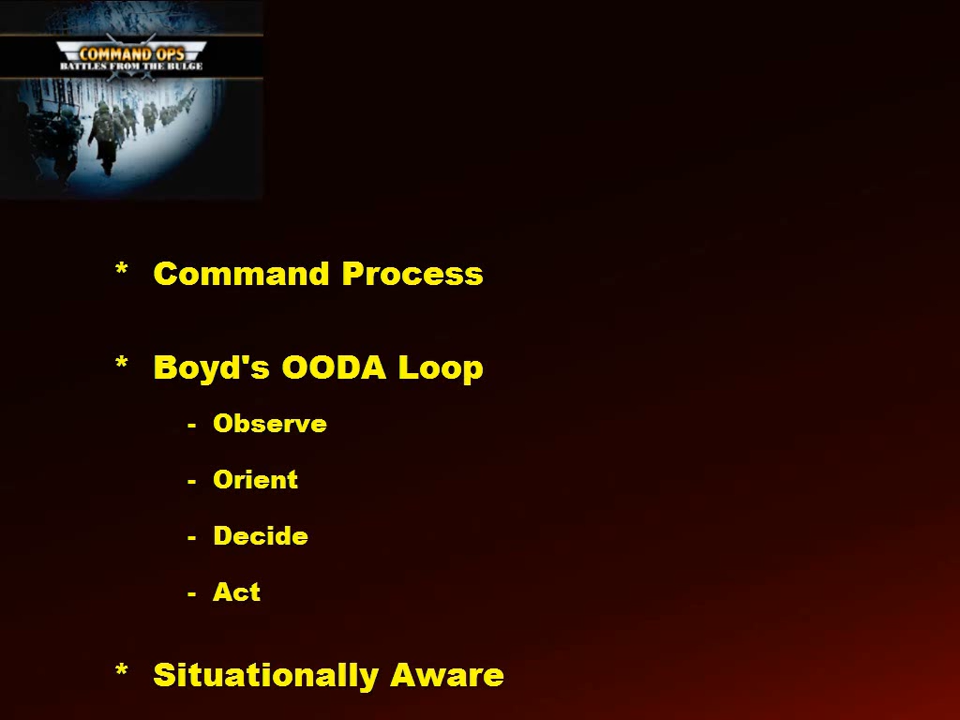 COMMAND OPS
BATTLES FROM THE BULGE
* Command Process
* Boyd's OODA Loop
- Observe
- Orient
- Decide
- Act
* Situationally Aware